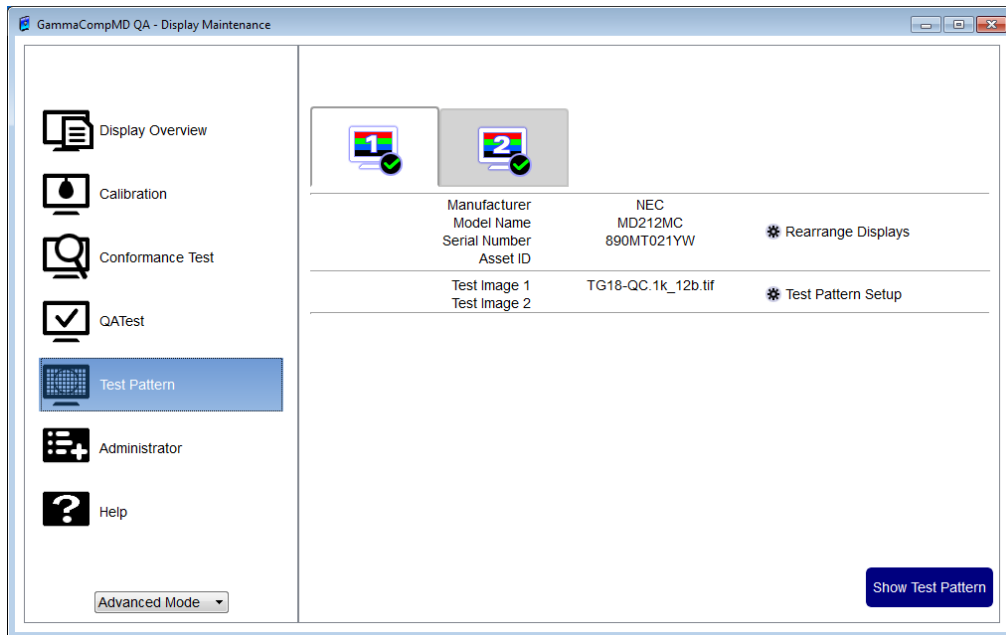 GammaCompMD QA - Display Maintenance
Display Overview
Calibration
Conformance Test
QATest
Test Pattern
Administrator
Help
Advanced Mode
1
2
Manufacturer NEC
Model Name MD212MC
Serial Number 890MT021YW
Asset ID
Rearrange Displays
Test Image 1 TG18-QC.1k_12b.tif
Test Image 2
Test Pattern Setup
Show Test Pattern